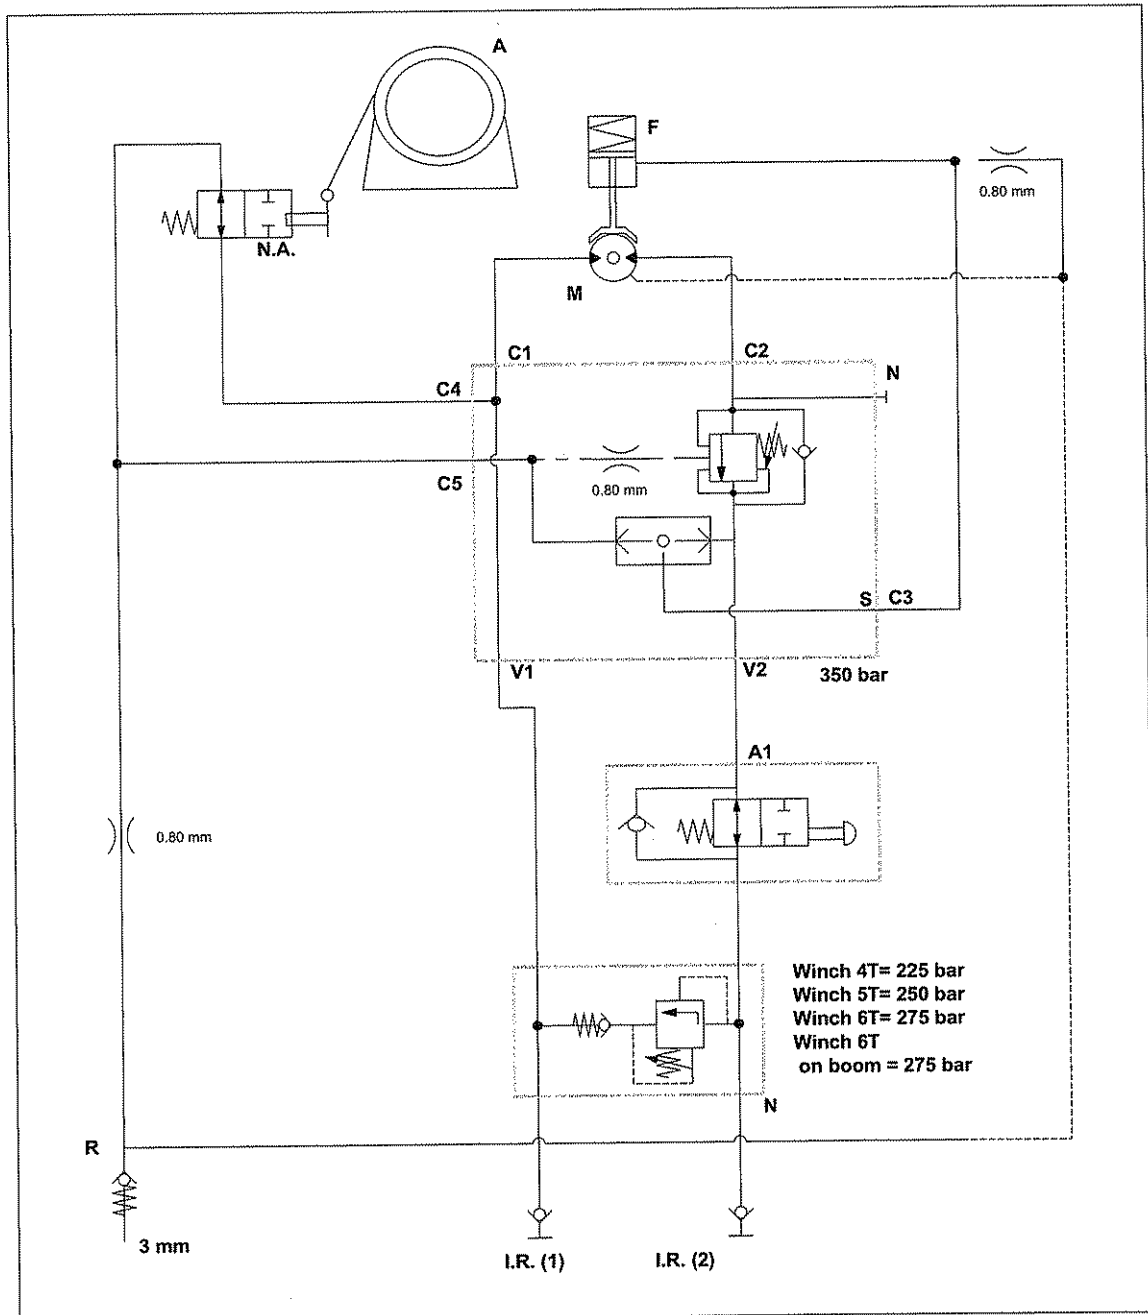 A
F
0.80 mm
N.A.
M
C1
C2
N
C4
C5
0.80 mm
S
C3
V1
V2
350 bar
A1
0.80 mm
Winch 4T= 225 bar
Winch 5T= 250 bar
Winch 6T= 275 bar
Winch 6T
on boom = 275 bar
N
R
3 mm
I.R. (1)
I.R. (2)